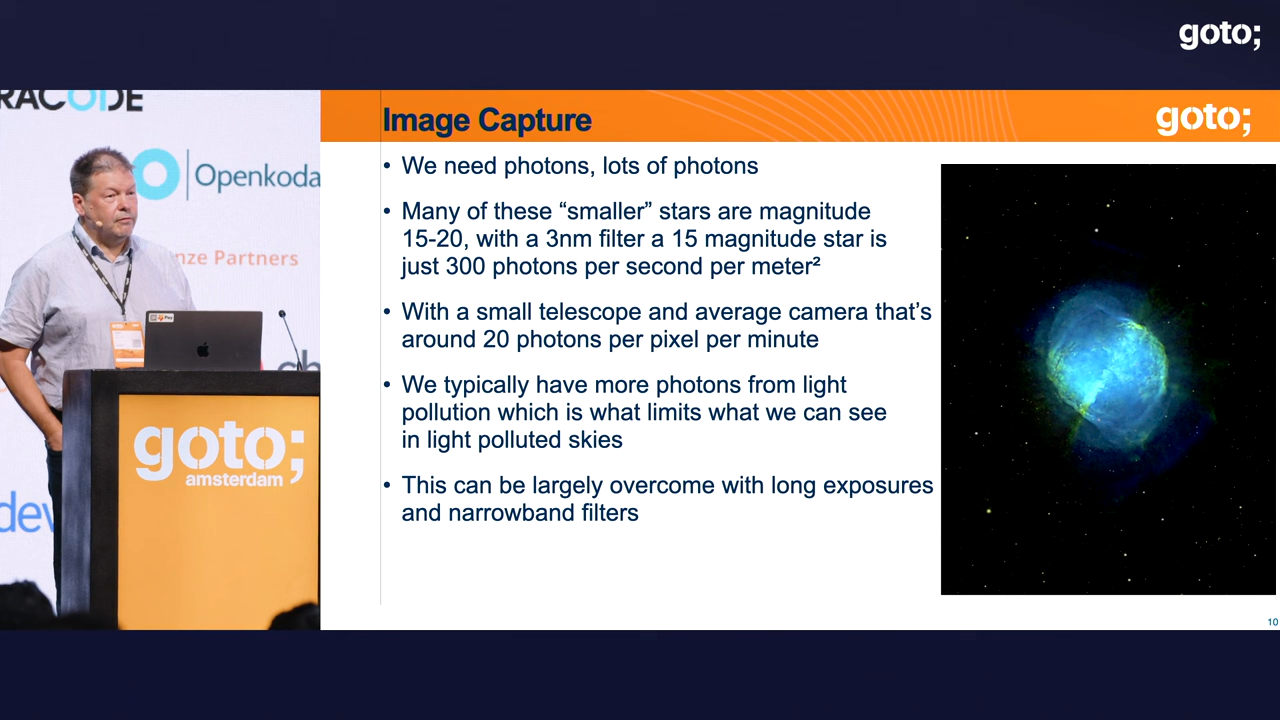 goto;
RACODE
Openkoda
nze Partners
Pay
goto;
amsterdam
dev
ch
Image Capture
goto;
• We need photons, lots of photons
• Many of these “smaller” stars are magnitude
15-20, with a 3nm filter a 15 magnitude star is
just 300 photons per second per meter²
• With a small telescope and average camera that’s
around 20 photons per pixel per minute
• We typically have more photons from light
pollution which is what limits what we can see
in light polluted skies
• This can be largely overcome with long exposures
and narrowband filters
10